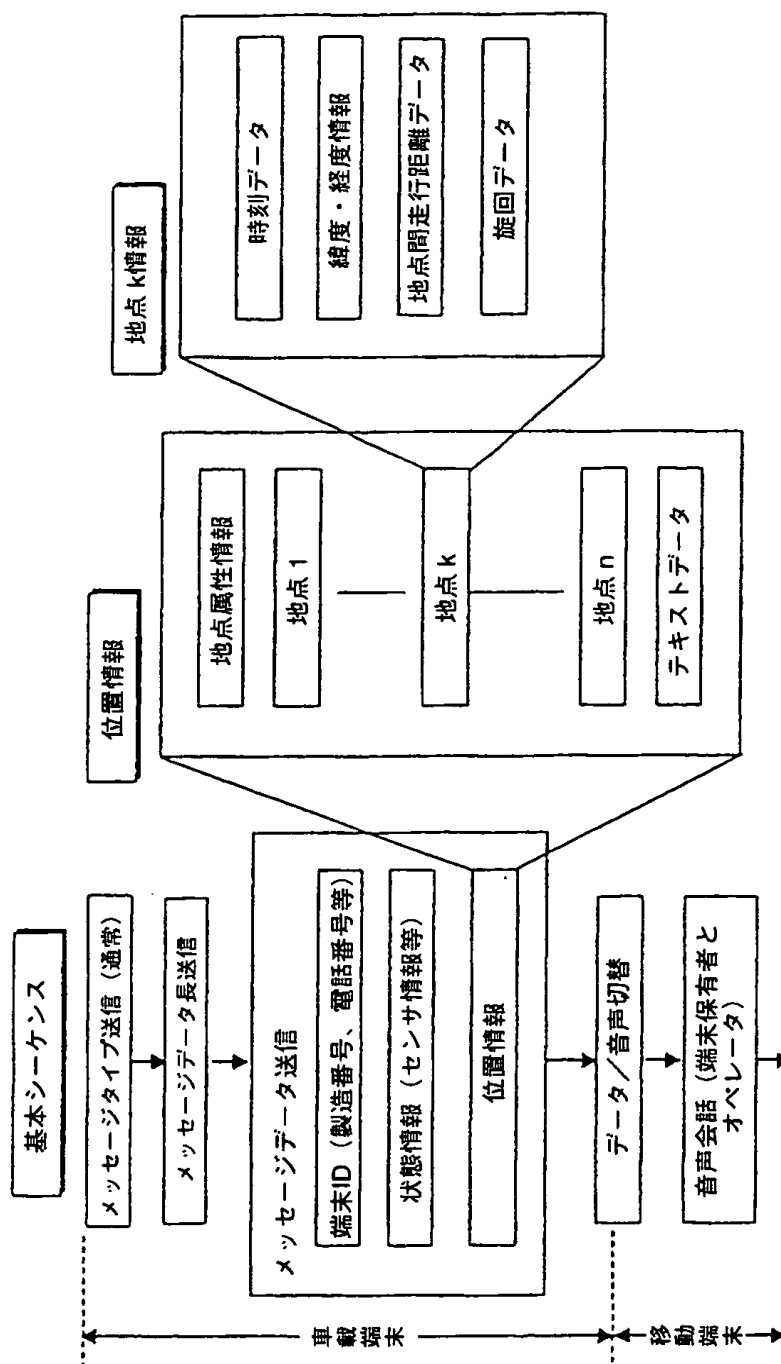 基本シーケンス
メッセージタイプ送信（通常）
メッセージデータ長送信
メッセージデータ送信
端末ID（製造番号、電話番号等）
状態情報（センサ情報等）
位置情報
データ／音声切替
音声会話（端末保有者と
オペレータ）
車載端末
移動端末
位置情報
地点属性情報
地点1
地点k
地点n
テキストデータ
地点k情報
時刻データ
緯度・経度情報
地点間走行距離データ
旋回データ